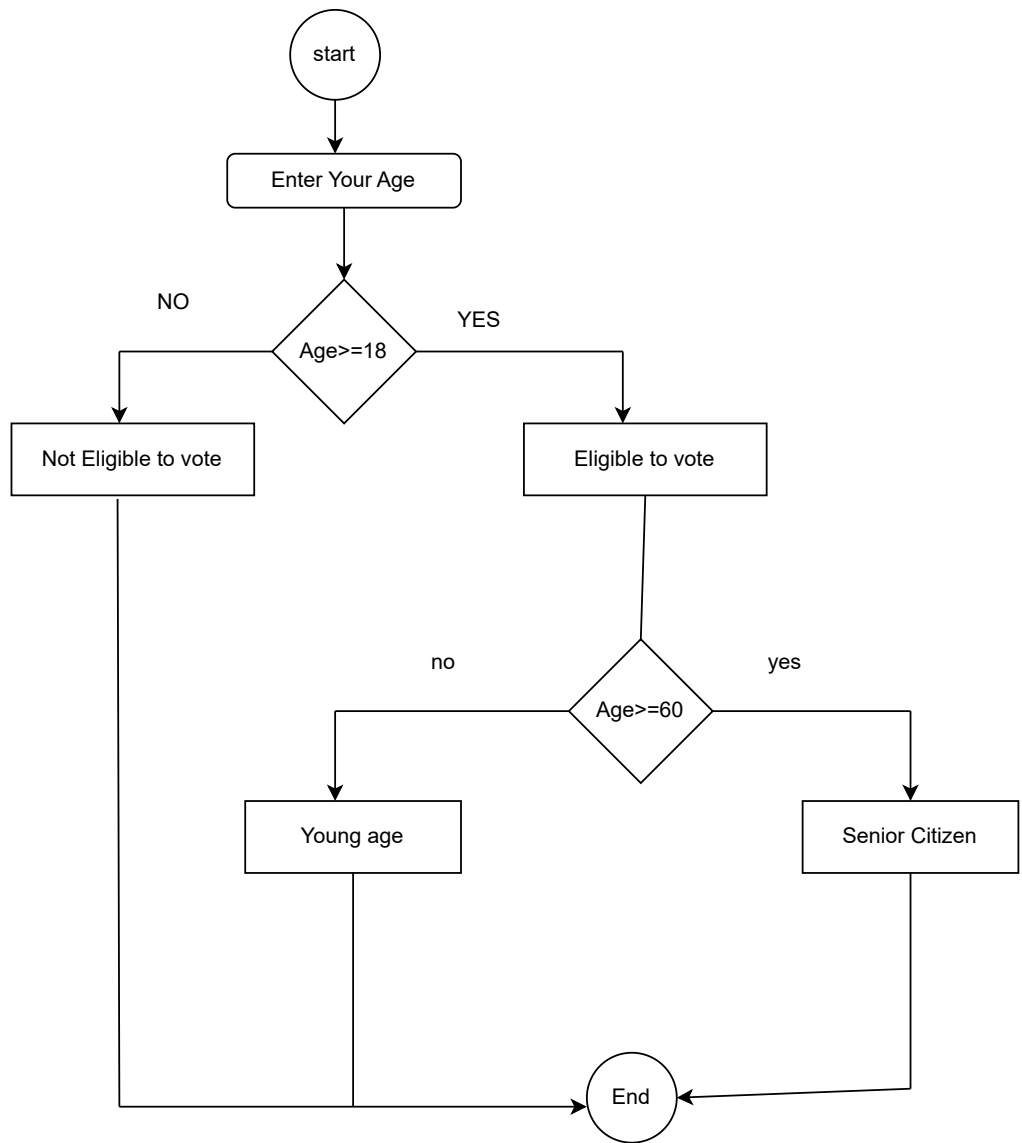 start
Enter Your Age
NO
YES
Age>=18
Not Eligible to vote
Eligible to vote
no
yes
Age>=60
Young age
Senior Citizen
End